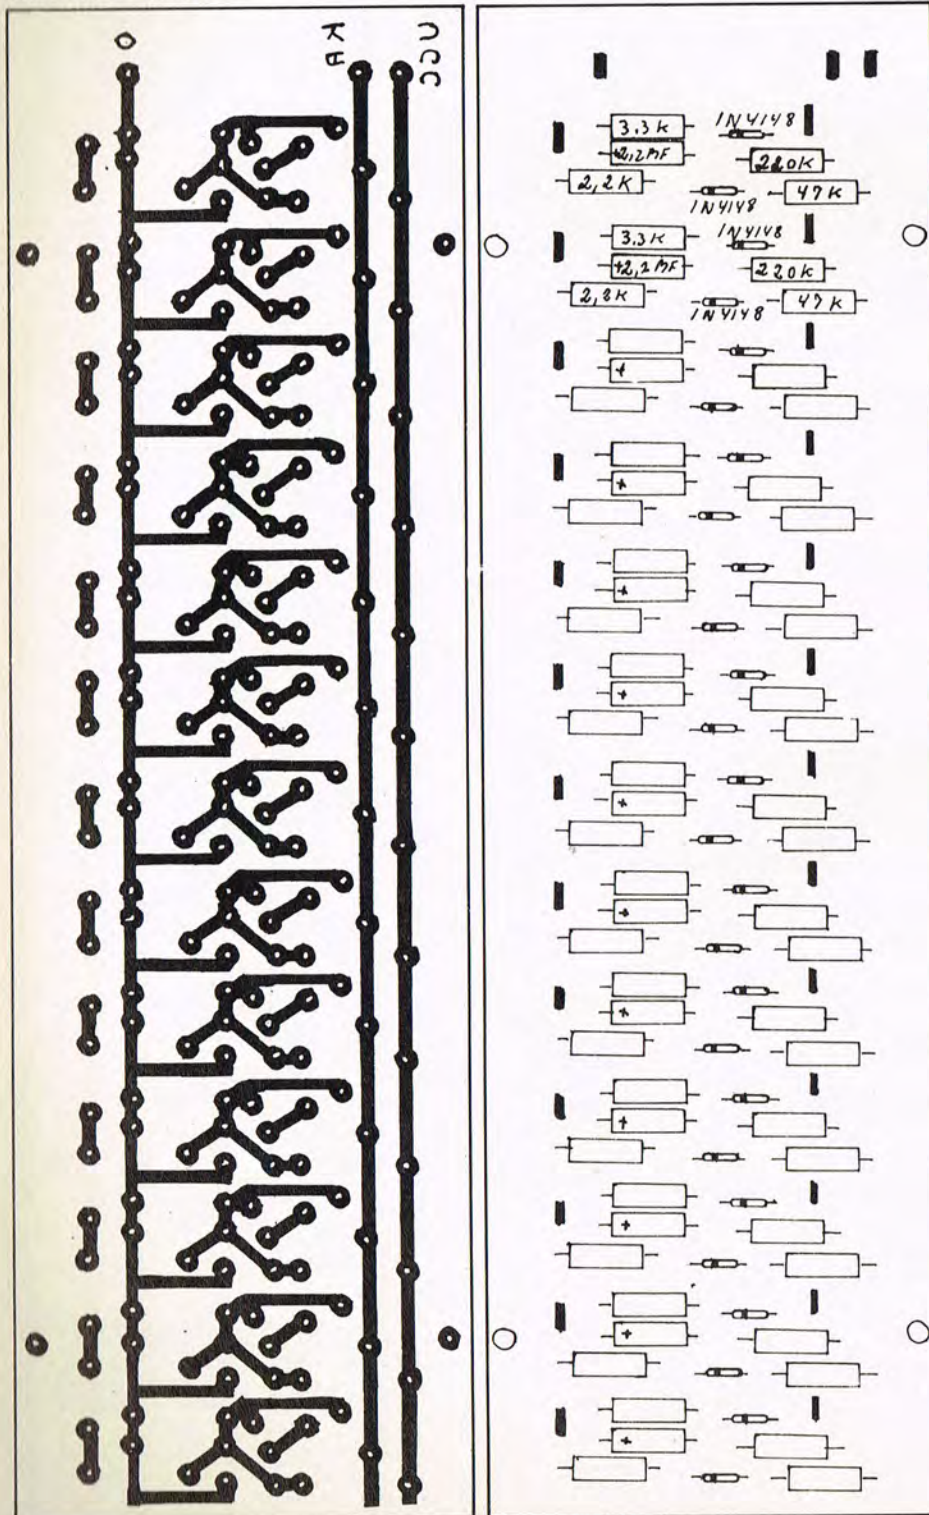 O
KA
UCC
1N4148
3.3K
+2,2MF
220K
2,2K
47K
1N4148
1N4148
3.3K
+2,2MF
220K
2,2K
47K
1N4148
+
+
+
+
+
+
+
+
+
+
+